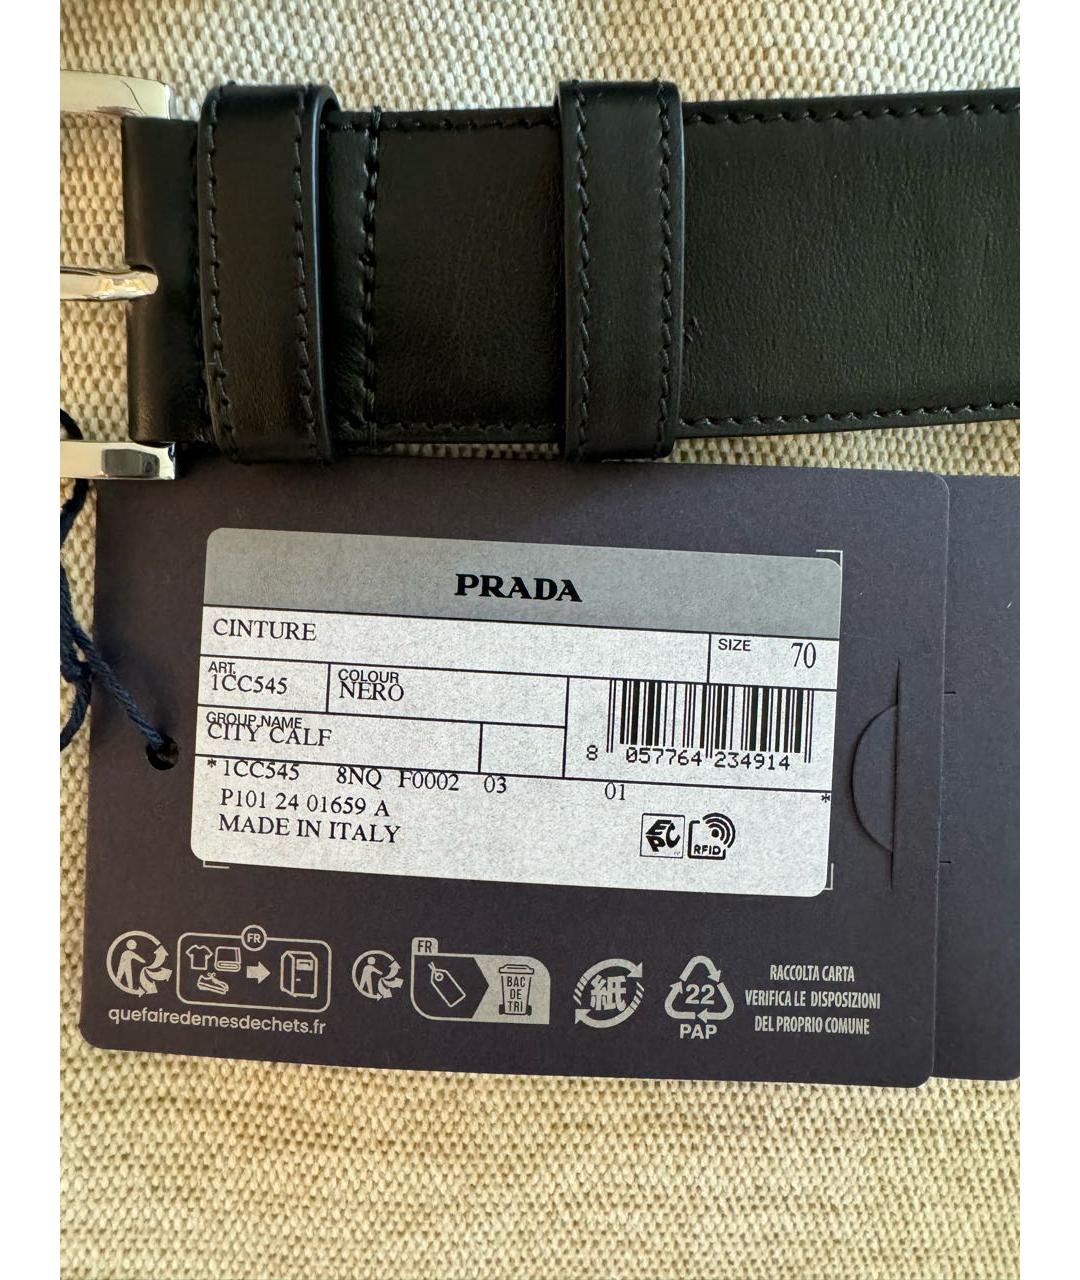 PRADA
CINTURE
SIZE 70
ART.
1CC545
COLOUR
NERO
GROUP NAME
CITY CALF
8 057764 234914
*1CC545 8NQ F0002 03 01 *
P101 24 01659 A
MADE IN ITALY
EPC
RFID
FR
quefairedemesdechets.fr
FR
BAC
DE
TRI
紙
22
PAP
RACCOLTA CARTA
VERIFICA LE DISPOSIZIONI
DEL PROPRIO COMUNE